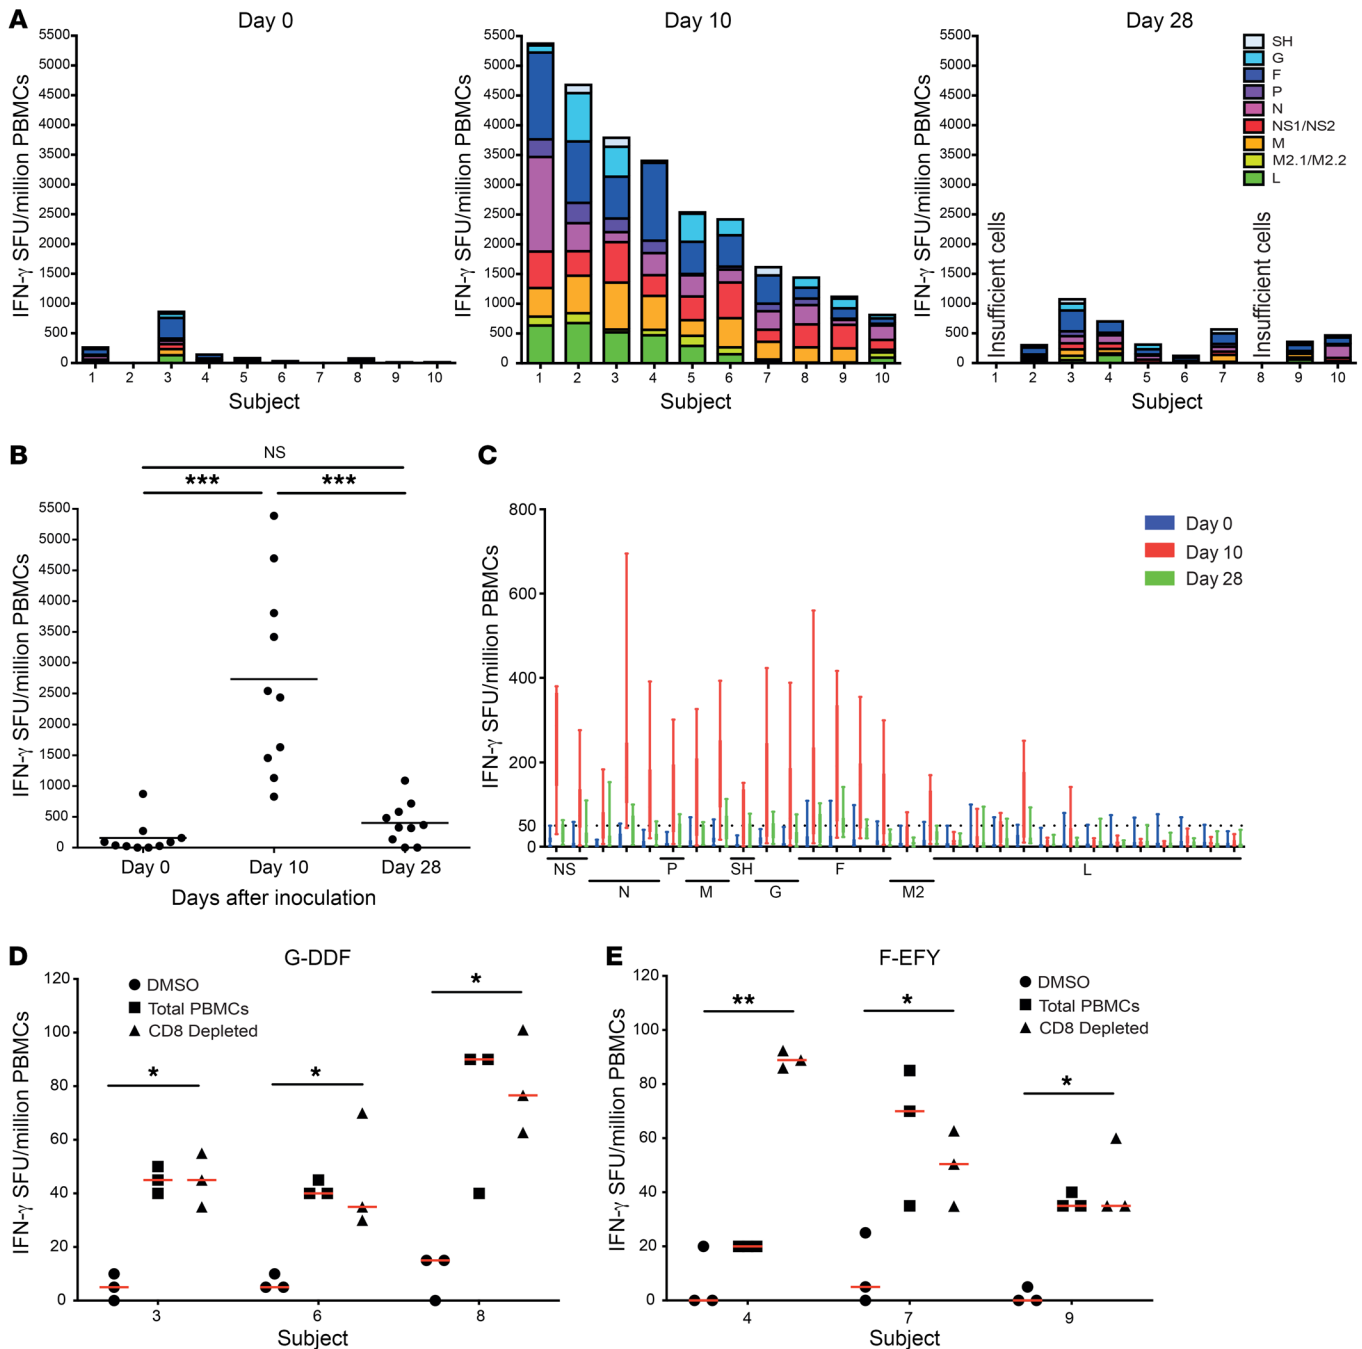 A
Day 0
Day 10
Day 28
IFN-γ SFU/million PBMCs
5500
5000
4500
4000
3500
3000
2500
2000
1500
1000
500
0
1 2 3 4 5 6 7 8 9 10
Subject
IFN-γ SFU/million PBMCs
5500
5000
4500
4000
3500
3000
2500
2000
1500
1000
500
0
1 2 3 4 5 6 7 8 9 10
Subject
IFN-γ SFU/million PBMCs
5500
5000
4500
4000
3500
3000
2500
2000
1500
1000
500
0
Insufficient cells
Insufficient cells
1 2 3 4 5 6 7 8 9 10
Subject
SH
G
F
P
N
NS1/NS2
M
M2.1/M2.2
L
B
NS
*** ***
IFN-γ SFU/million PBMCs
5500
5000
4500
4000
3500
3000
2500
2000
1500
1000
500
0
Day 0 Day 10 Day 28
Days after inoculation
C
IFN-γ SFU/million PBMCs
800
600
400
200
50
0
Day 0
Day 10
Day 28
NS P SH F L
N M G M2
D
G-DDF
DMSO
Total PBMCs
CD8 Depleted
* * *
IFN-γ SFU/million PBMCs
120
100
80
60
40
20
0
3 6 8
Subject
E
F-EFY
DMSO
Total PBMCs
CD8 Depleted
** * *
IFN-γ SFU/million PBMCs
120
100
80
60
40
20
0
4 7 9
Subject